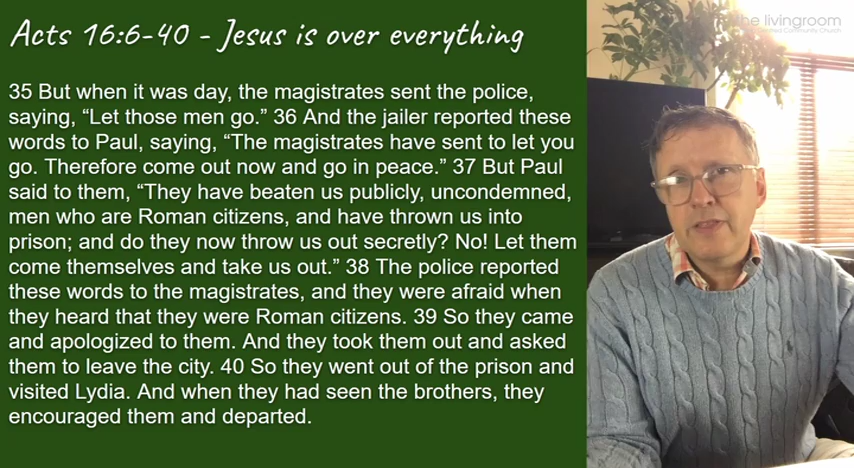 Acts 16:6-40 - Jesus is over everything
35 But when it was day, the magistrates sent the police,
saying, “Let those men go.” 36 And the jailer reported these
words to Paul, saying, “The magistrates have sent to let you
go. Therefore come out now and go in peace.” 37 But Paul
said to them, “They have beaten us publicly, uncondemned,
men who are Roman citizens, and have thrown us into
prison; and do they now throw us out secretly? No! Let them
come themselves and take us out.” 38 The police reported
these words to the magistrates, and they were afraid when
they heard that they were Roman citizens. 39 So they came
and apologized to them. And they took them out and asked
them to leave the city. 40 So they went out of the prison and
visited Lydia. And when they had seen the brothers, they
encouraged them and departed.
the livingroom
Community Church